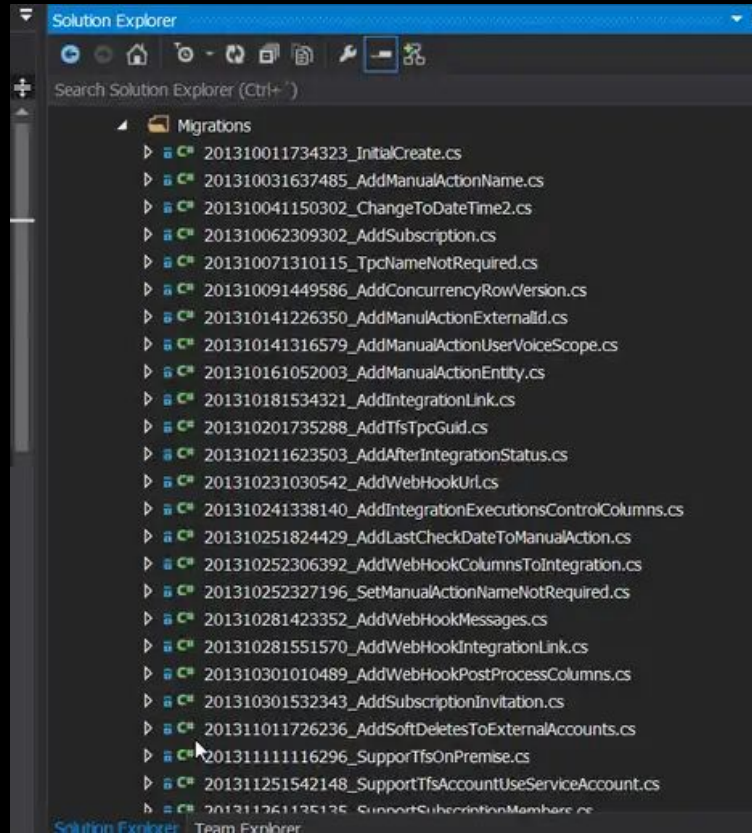 Solution Explorer
Search Solution Explorer (Ctrl+´)
Migrations
201310011734323_InitialCreate.cs
201310031637485_AddManualActionName.cs
201310041150302_ChangeToDateTime2.cs
201310062309302_AddSubscription.cs
201310071310115_TpcNameNotRequired.cs
201310091449586_AddConcurrencyRowVersion.cs
201310141226350_AddManulActionExternalId.cs
201310141316579_AddManualActionUserVoiceScope.cs
201310161052003_AddManualActionEntity.cs
201310181534321_AddIntegrationLink.cs
201310201735288_AddTfsTpcGuid.cs
201310211623503_AddAfterIntegrationStatus.cs
201310231030542_AddWebHookUrl.cs
201310241338140_AddIntegrationExecutionsControlColumns.cs
201310251824429_AddLastCheckDateToManualAction.cs
201310252306392_AddWebHookColumnsToIntegration.cs
201310252327196_SetManualActionNameNotRequired.cs
201310281423352_AddWebHookMessages.cs
201310281551570_AddWebHookIntegrationLink.cs
201310301010489_AddWebHookPostProcessColumns.cs
201310301532343_AddSubscriptionInvitation.cs
201311011726236_AddSoftDeletesToExternalAccounts.cs
201311111116296_SupporTfsOnPremise.cs
201311251542148_SupportTfsAccountUseServiceAccount.cs
201311261135135_SupportSubscriptionMembers.cs
Solution Explorer Team Explorer